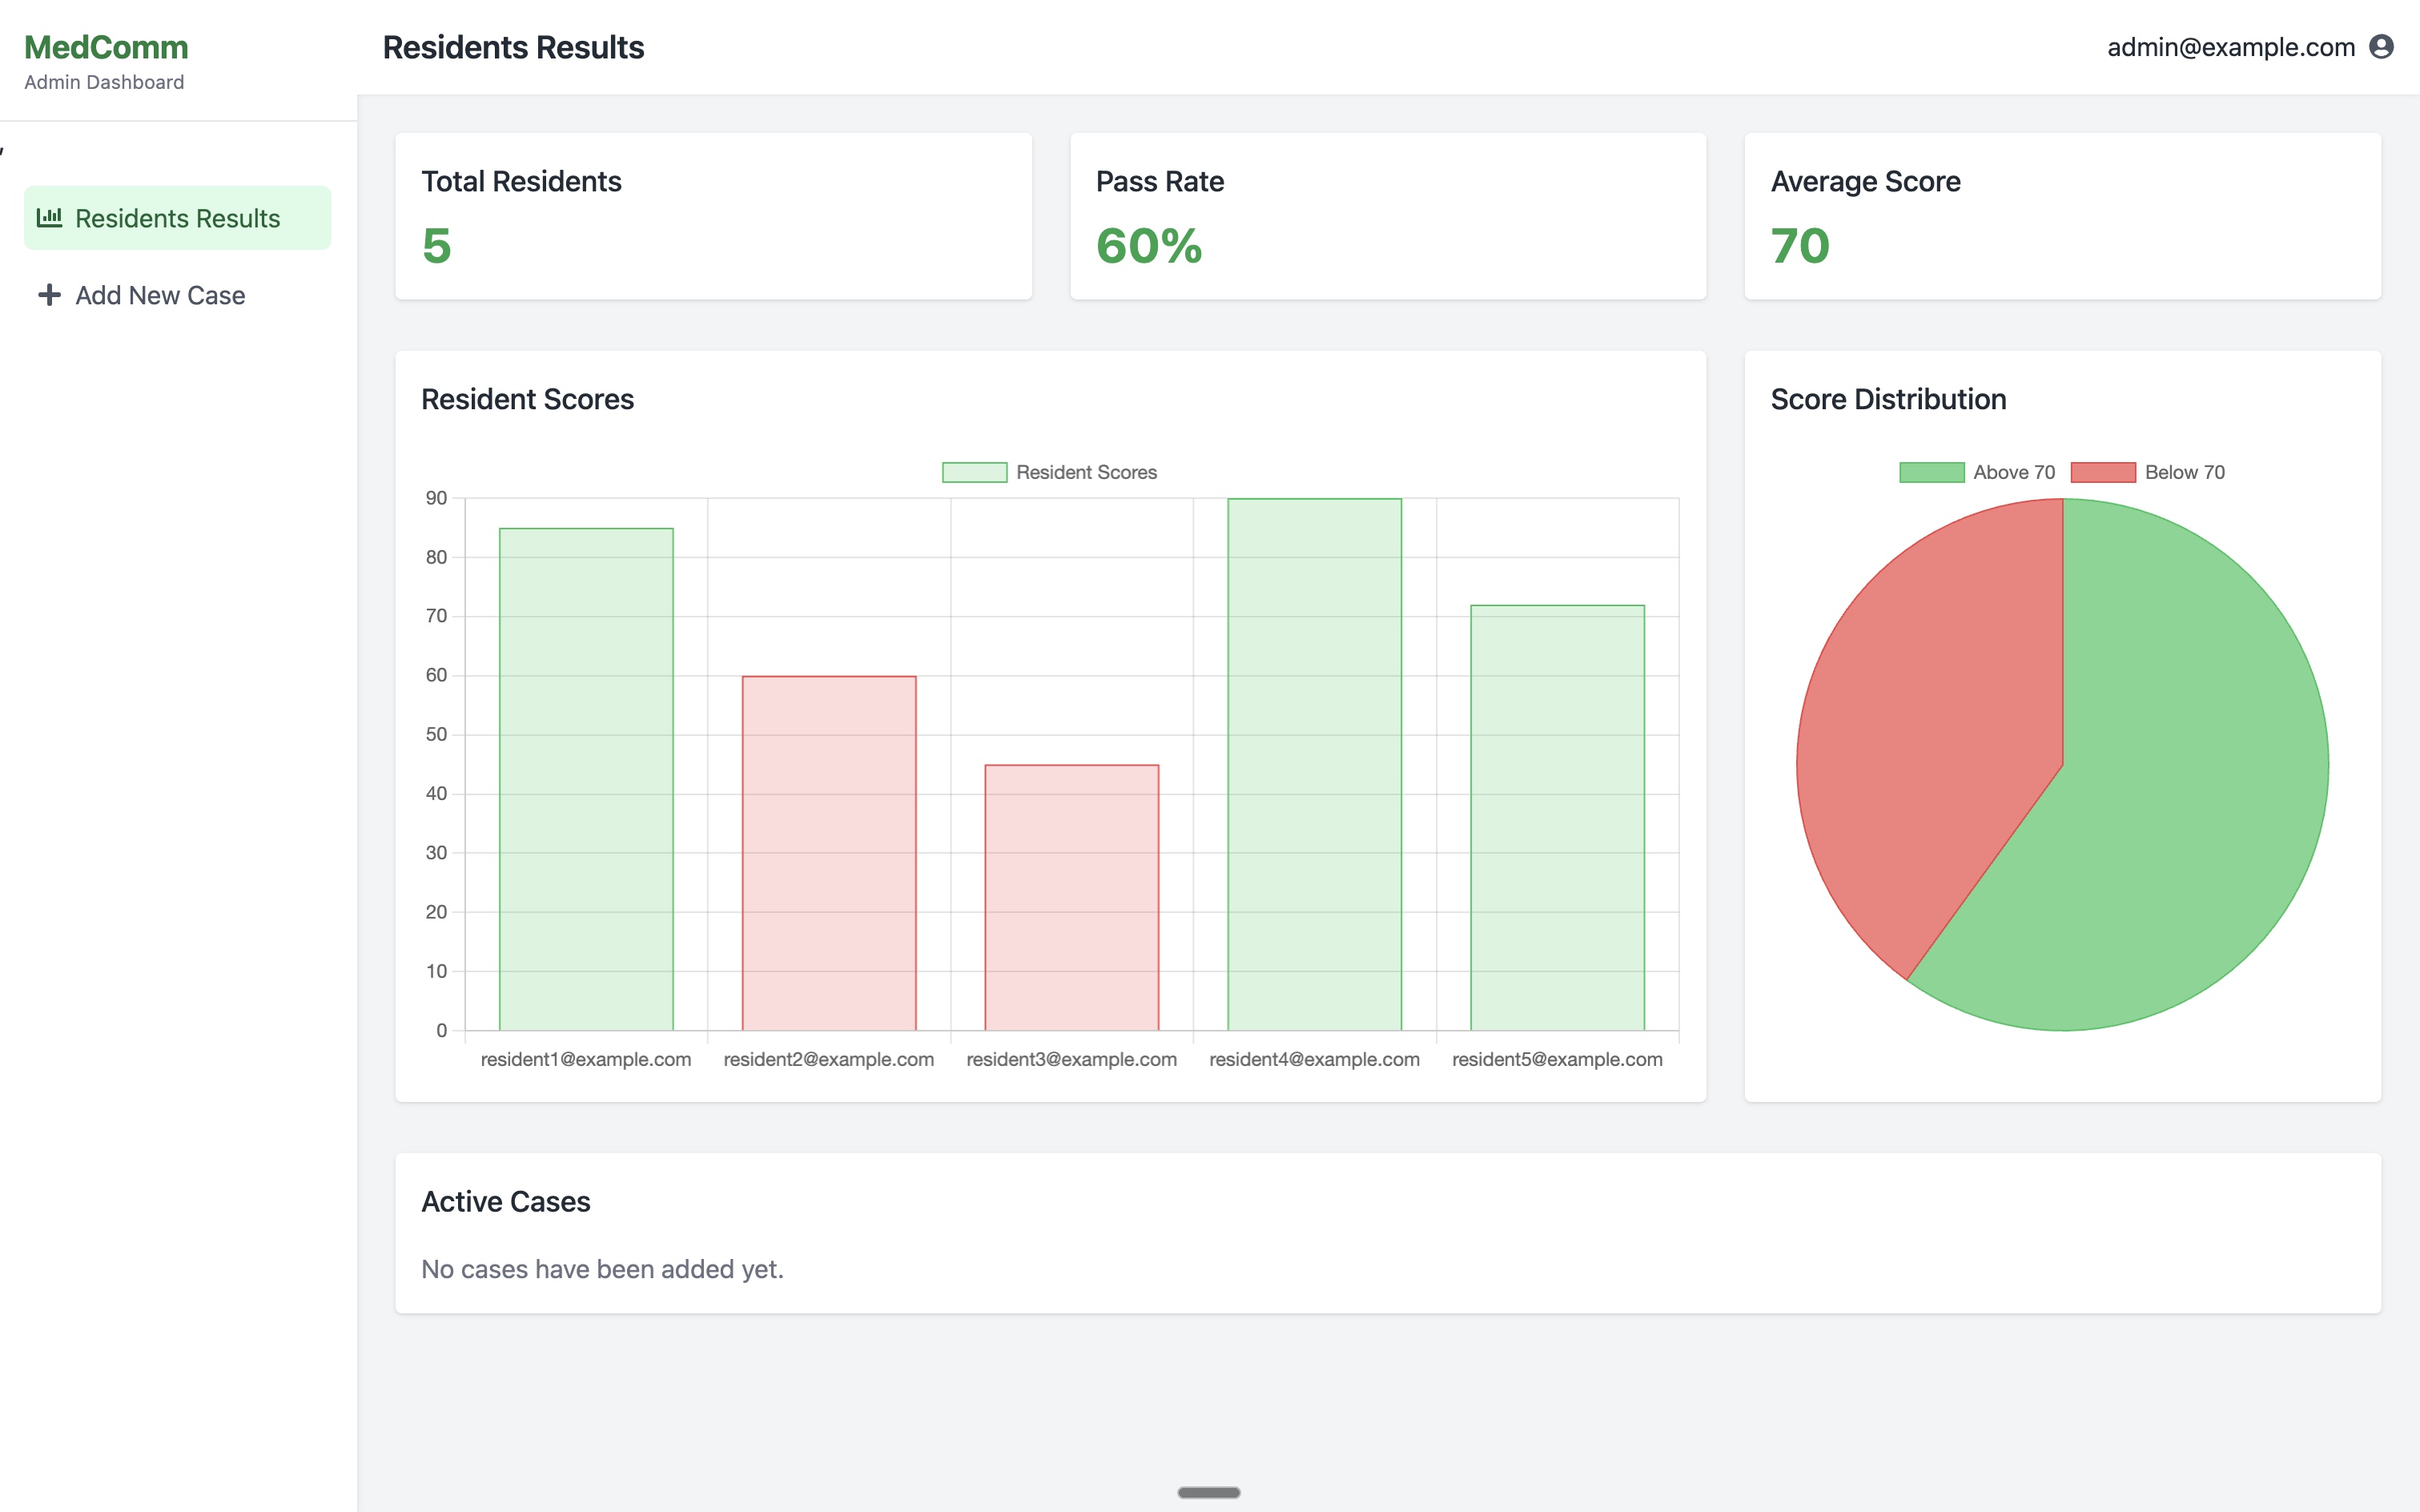 MedComm
Admin Dashboard
Residents Results
admin@example.com
Residents Results
Add New Case
Total Residents
5
Pass Rate
60%
Average Score
70
Resident Scores
Resident Scores
90
80
70
60
50
40
30
20
10
0
resident1@example.com resident2@example.com resident3@example.com resident4@example.com resident5@example.com
Score Distribution
Above 70 Below 70
Active Cases
No cases have been added yet.